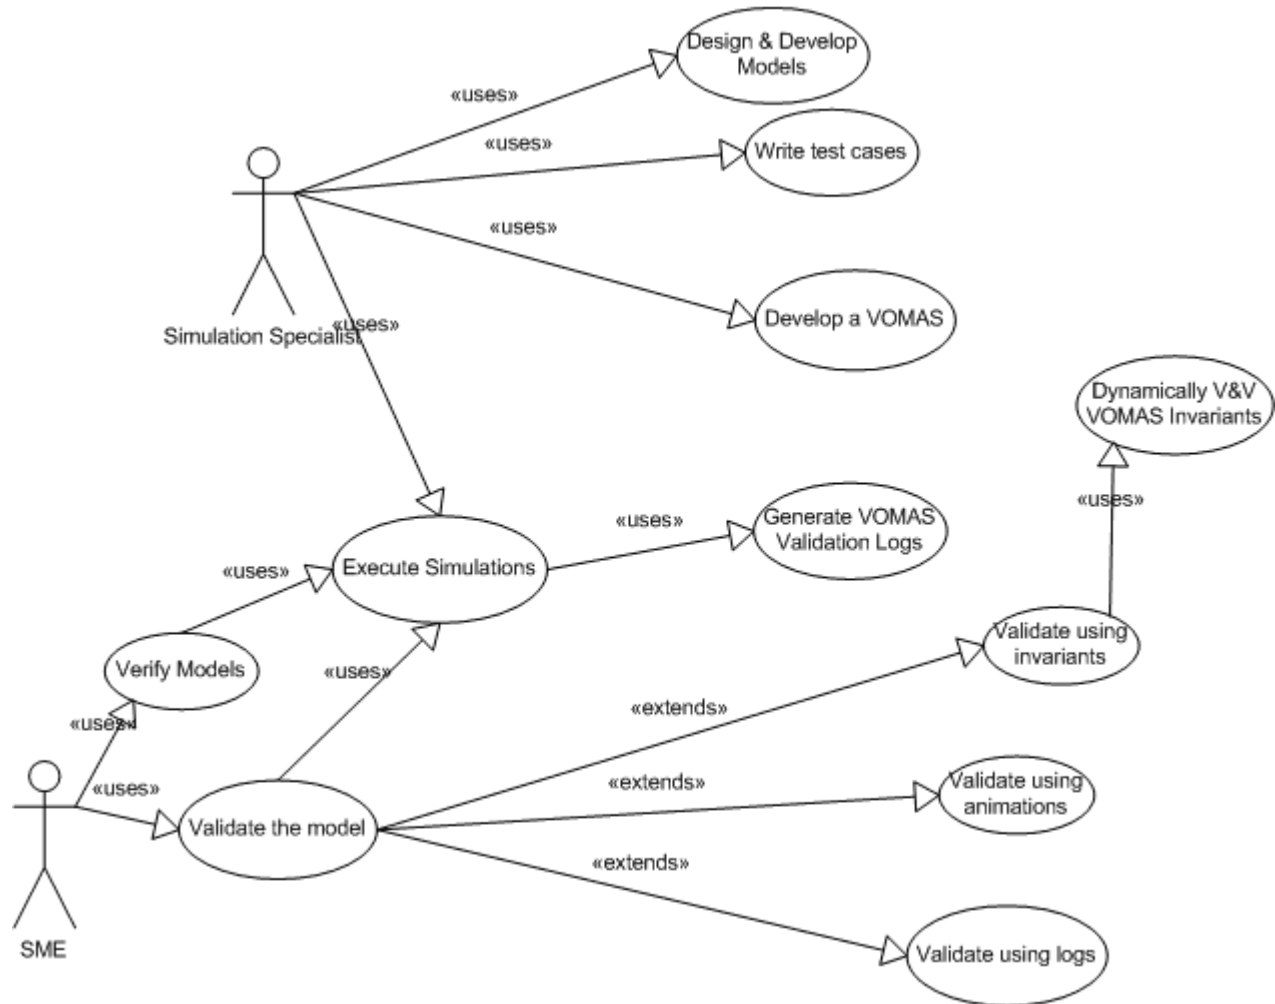 Design & Develop
Models
«uses»
«uses»
Write test cases
«uses»
Develop a VOMAS
Simulation Specialist
«uses»
Dynamically V&V
VOMAS Invariants
«uses»
Generate VOMAS
Validation Logs
«uses»
Execute Simulations
«uses»
Validate using
invariants
Verify Models
«uses»
«extends»
«uses»
«uses»
Validate the model
«extends»
Validate using
animations
«extends»
Validate using logs
SME